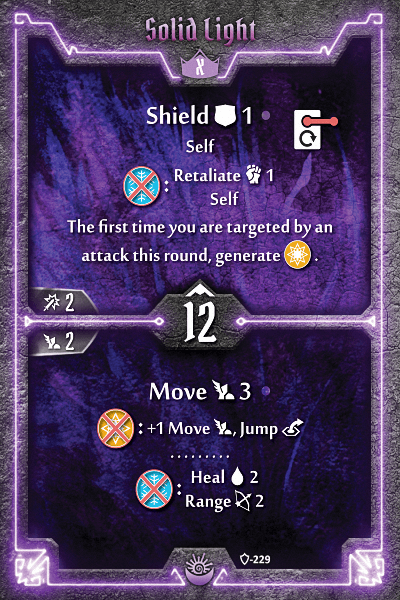 Solid Light
X
Shield 1
Self
: Retaliate 1
Self
The first time you are targeted by an
attack this round, generate .
2
12
2
Move 3
: +1 Move , Jump
.........
: Heal 2
Range 2
-229